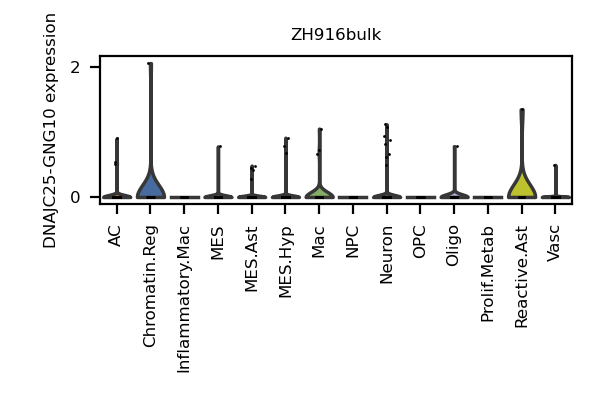 ZH916bulk
DNAJC25-GNG10 expression
2
0
AC
Chromatin.Reg
Inflammatory.Mac
MES
MES.Ast
MES.Hyp
Mac
NPC
Neuron
OPC
Oligo
Prolif.Metab
Reactive.Ast
Vasc